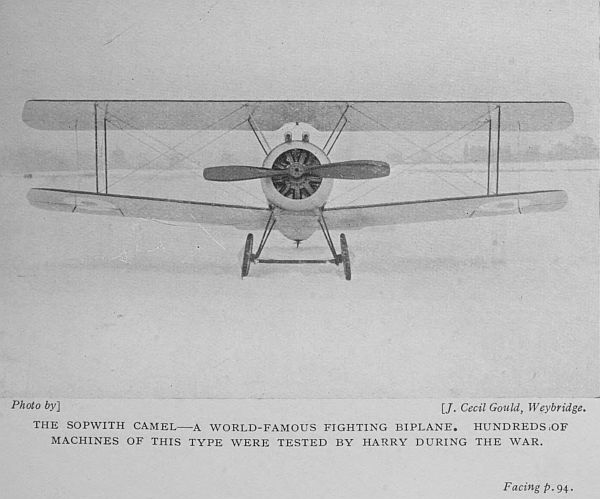 Photo by]
[J. Cecil Gould, Weybridge.
THE SOPWITH CAMEL—A WORLD-FAMOUS FIGHTING BIPLANE. HUNDREDS OF
MACHINES OF THIS TYPE WERE TESTED BY HARRY DURING THE WAR.
Facing p. 94.